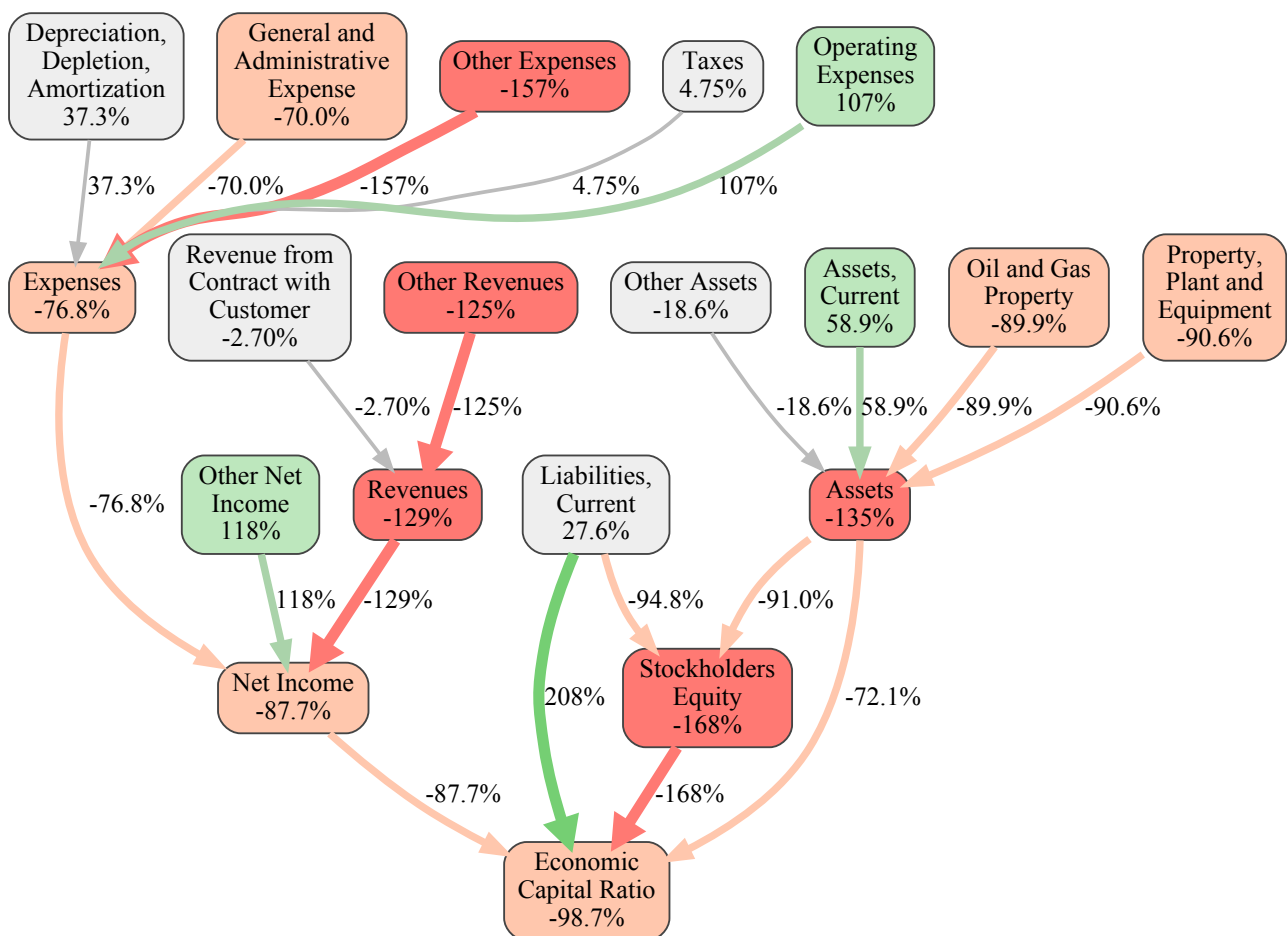 Depreciation,
Depletion,
Amortization
37.3%
General and
Administrative
Expense
-70.0%
Other Expenses
-157%
Taxes
4.75%
Operating
Expenses
107%
37.3%
-70.0%
-157%
4.75%
107%
Expenses
-76.8%
Revenue from
Contract with
Customer
-2.70%
Other Revenues
-125%
Other Assets
-18.6%
Assets,
Current
58.9%
Oil and Gas
Property
-89.9%
Property,
Plant and
Equipment
-90.6%
-2.70%
-125%
-18.6%
58.9%
-89.9%
-90.6%
Other Net
Income
118%
Revenues
-129%
Liabilities,
Current
27.6%
Assets
-135%
-76.8%
118%
-129%
-94.8%
-91.0%
Net Income
-87.7%
208%
Stockholders
Equity
-168%
-72.1%
-87.7%
-168%
Economic
Capital Ratio
-98.7%